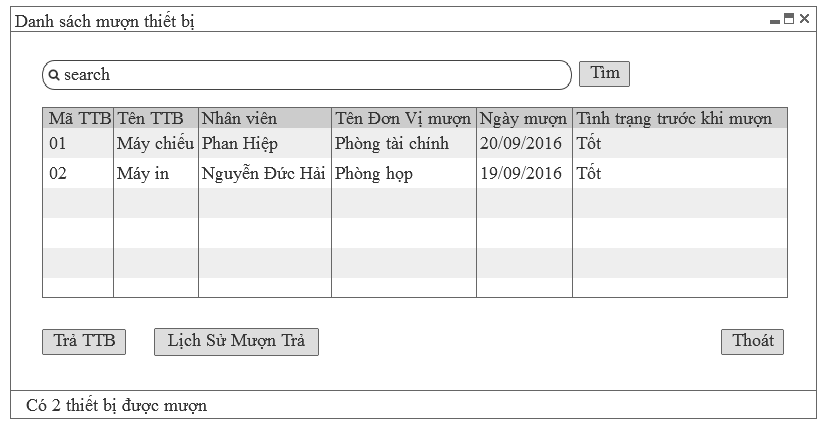 Danh sách mượn thiết bị
search
Tìm
Mã TTB Tên TTB Nhân viên Tên Đơn Vị mượn Ngày mượn Tình trạng trước khi mượn
01 Máy chiếu Phan Hiệp Phòng tài chính 20/09/2016 Tốt
02 Máy in Nguyễn Đức Hải Phòng họp 19/09/2016 Tốt
Trả TTB Lịch Sử Mượn Trả Thoát
Có 2 thiết bị được mượn